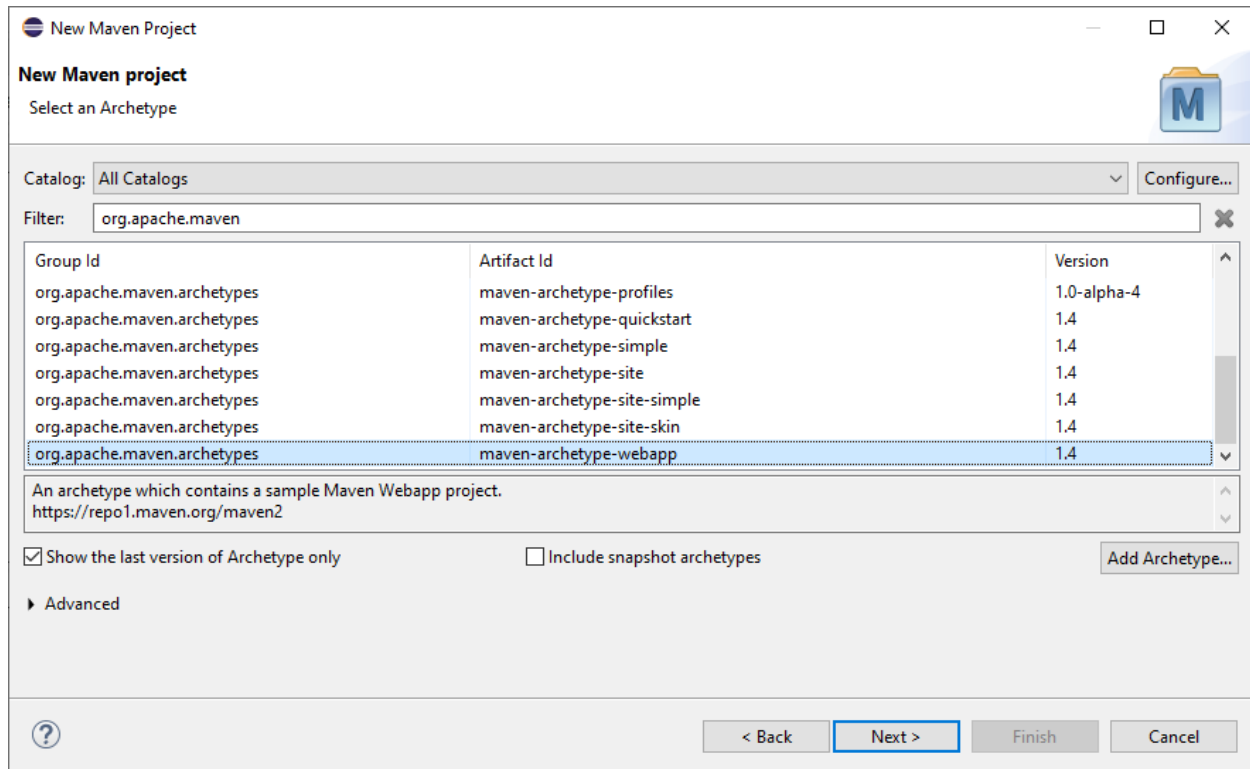 New Maven Project
New Maven project
Select an Archetype
M
Catalog: All Catalogs Configure...
Filter: org.apache.maven
Group Id Artifact Id Version
org.apache.maven.archetypes maven-archetype-profiles 1.0-alpha-4
org.apache.maven.archetypes maven-archetype-quickstart 1.4
org.apache.maven.archetypes maven-archetype-simple 1.4
org.apache.maven.archetypes maven-archetype-site 1.4
org.apache.maven.archetypes maven-archetype-site-simple 1.4
org.apache.maven.archetypes maven-archetype-site-skin 1.4
org.apache.maven.archetypes maven-archetype-webapp 1.4
An archetype which contains a sample Maven Webapp project.
https://repo1.maven.org/maven2
Show the last version of Archetype only Include snapshot archetypes Add Archetype...
Advanced
? < Back Next > Finish Cancel